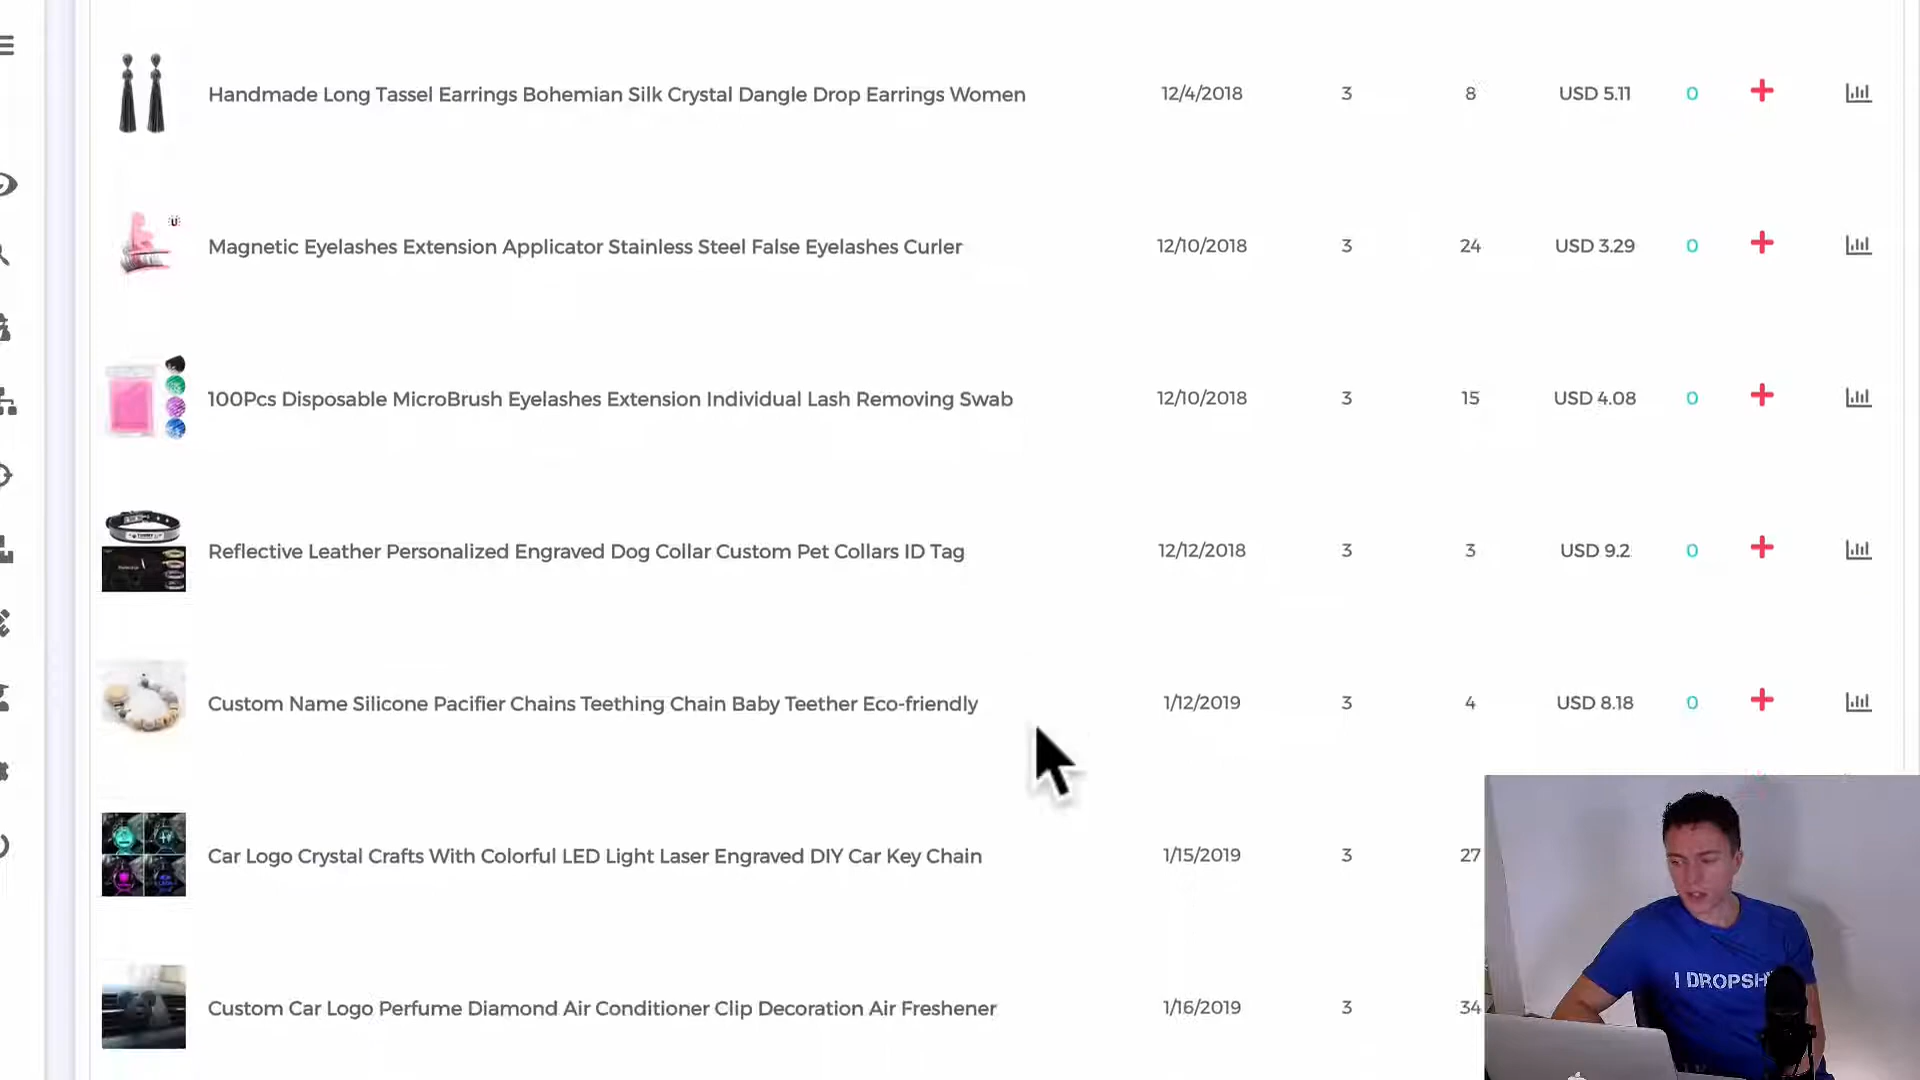 Handmade Long Tassel Earrings Bohemian Silk Crystal Dangle Drop Earrings Women 12/4/2018 3 8 USD 5.11 0
Magnetic Eyelashes Extension Applicator Stainless Steel False Eyelashes Curler 12/10/2018 3 24 USD 3.29 0
100Pcs Disposable MicroBrush Eyelashes Extension Individual Lash Removing Swab 12/10/2018 3 15 USD 4.08 0
Reflective Leather Personalized Engraved Dog Collar Custom Pet Collars ID Tag 12/12/2018 3 3 USD 9.2 0
Custom Name Silicone Pacifier Chains Teething Chain Baby Teether Eco-friendly 1/12/2019 3 4 USD 8.18 0
Car Logo Crystal Crafts With Colorful LED Light Laser Engraved DIY Car Key Chain 1/15/2019 3 27
Custom Car Logo Perfume Diamond Air Conditioner Clip Decoration Air Freshener 1/16/2019 3 34
I DROPSH